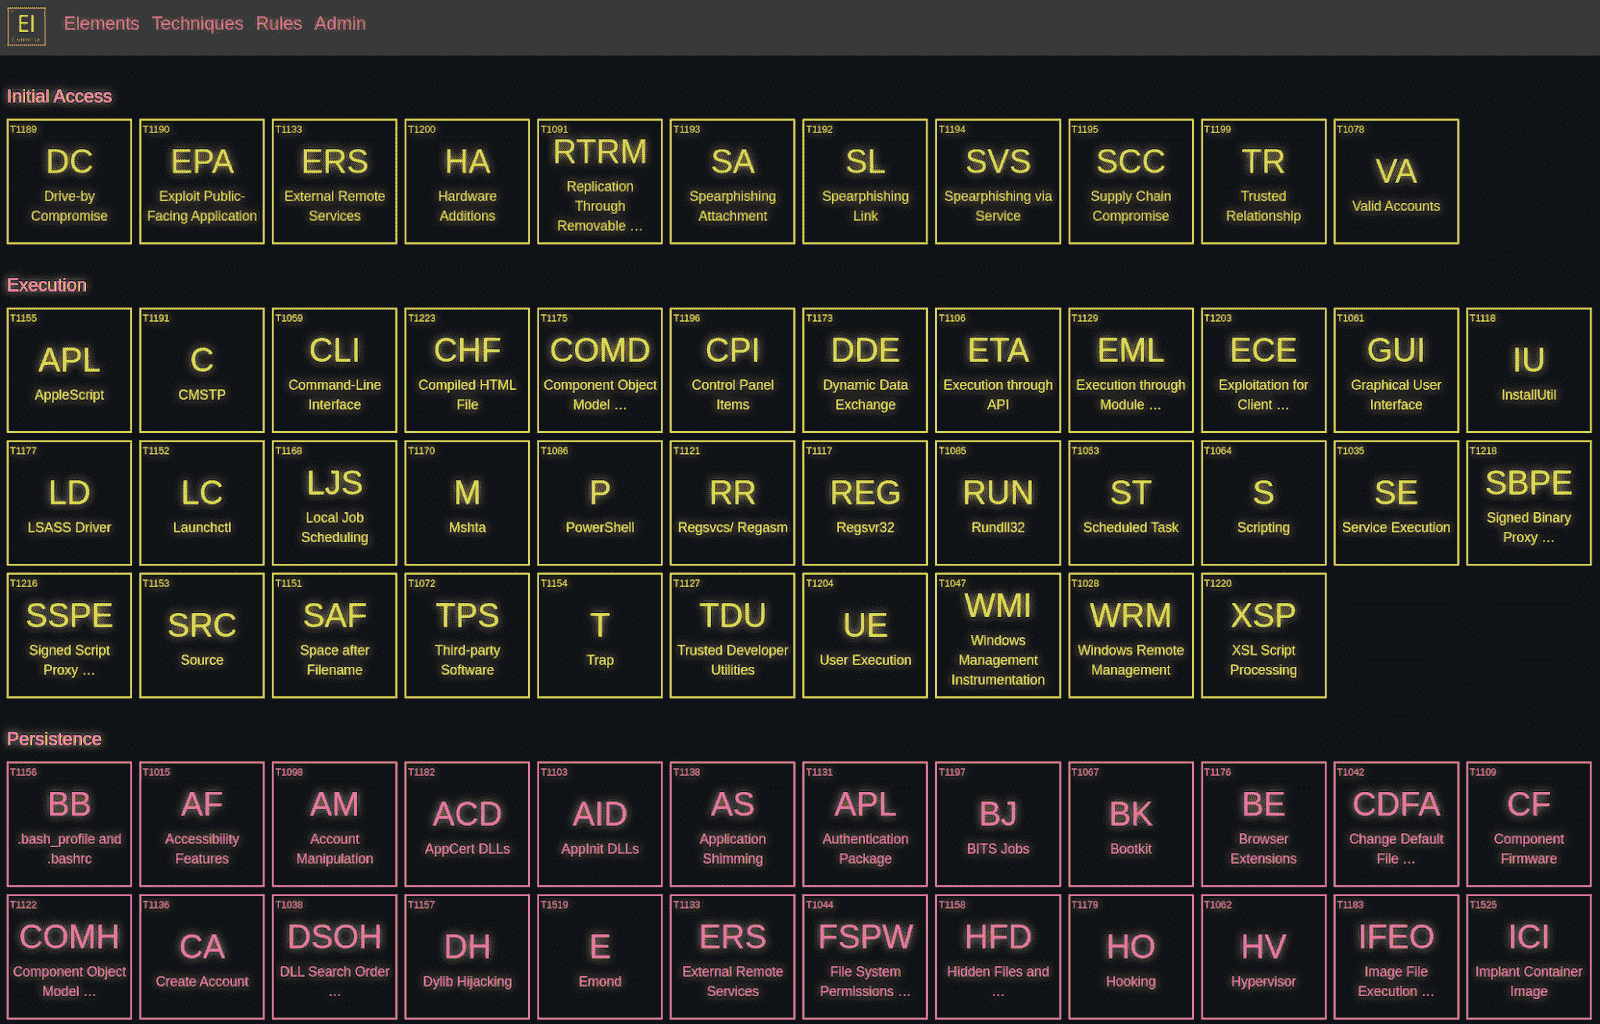 El
Elements Techniques Rules Admin
Initial Access
T1189
DC
Drive-by
Compromise
T1190
EPA
Exploit Public-
Facing Application
T1133
ERS
External Remote
Services
T1200
HA
Hardware
Additions
T1091
RTRM
Replication
Through
Removable ...
T1193
SA
Spearphishing
Attachment
T1192
SL
Spearphishing
Link
T1194
SVS
Spearphishing via
Service
T1195
SCC
Supply Chain
Compromise
T1199
TR
Trusted
Relationship
T1078
VA
Valid Accounts
Execution
T1155
APL
AppleScript
T1191
C
CMSTP
T1059
CLI
Command-Line
Interface
T1223
CHF
Compiled HTML
File
T1175
COMD
Component Object
Model ...
T1196
CPI
Control Panel
Items
T1173
DDE
Dynamic Data
Exchange
T1106
ETA
Execution through
API
T1129
EML
Execution through
Module ...
T1203
ECE
Exploitation for
Client ...
T1061
GUI
Graphical User
Interface
T1118
IU
InstallUtil
T1177
LD
LSASS Driver
T1152
LC
Launchctl
T1168
LJS
Local Job
Scheduling
T1170
M
Mshta
T1086
P
PowerShell
T1121
RR
Regsvcs/ Regasm
T1117
REG
Regsvr32
T1085
RUN
Rundll32
T1053
ST
Scheduled Task
T1064
S
Scripting
T1035
SE
Service Execution
T1218
SBPE
Signed Binary
Proxy ...
T1216
SSPE
Signed Script
Proxy ...
T1153
SRC
Source
T1151
SAF
Space after
Filename
T1072
TPS
Third-party
Software
T1154
T
Trap
T1127
TDU
Trusted Developer
Utilities
T1204
UE
User Execution
T1047
WMI
Windows
Management
Instrumentation
T1028
WRM
Windows Remote
Management
T1220
XSP
XSL Script
Processing
Persistence
T1156
BB
.bash_profile and
.bashrc
T1015
AF
Accessibility
Features
T1098
AM
Account
Manipulation
T1182
ACD
AppCert DLLs
T1103
AID
AppInit DLLs
T1138
AS
Application
Shimming
T1131
APL
Authentication
Package
T1197
BJ
BITS Jobs
T1067
BK
Bootkit
T1176
BE
Browser
Extensions
T1042
CDFA
Change Default
File ...
T1109
CF
Component
Firmware
T1122
COMH
Component Object
Model ...
T1136
CA
Create Account
T1038
DSOH
DLL Search Order
...
T1157
DH
Dylib Hijacking
T1519
E
Emond
T1133
ERS
External Remote
Services
T1044
FSPW
File System
Permissions ...
T1158
HFD
Hidden Files and
...
T1179
HO
Hooking
T1062
HV
Hypervisor
T1183
IFEO
Image File
Execution ...
T1525
ICI
Implant Container
Image